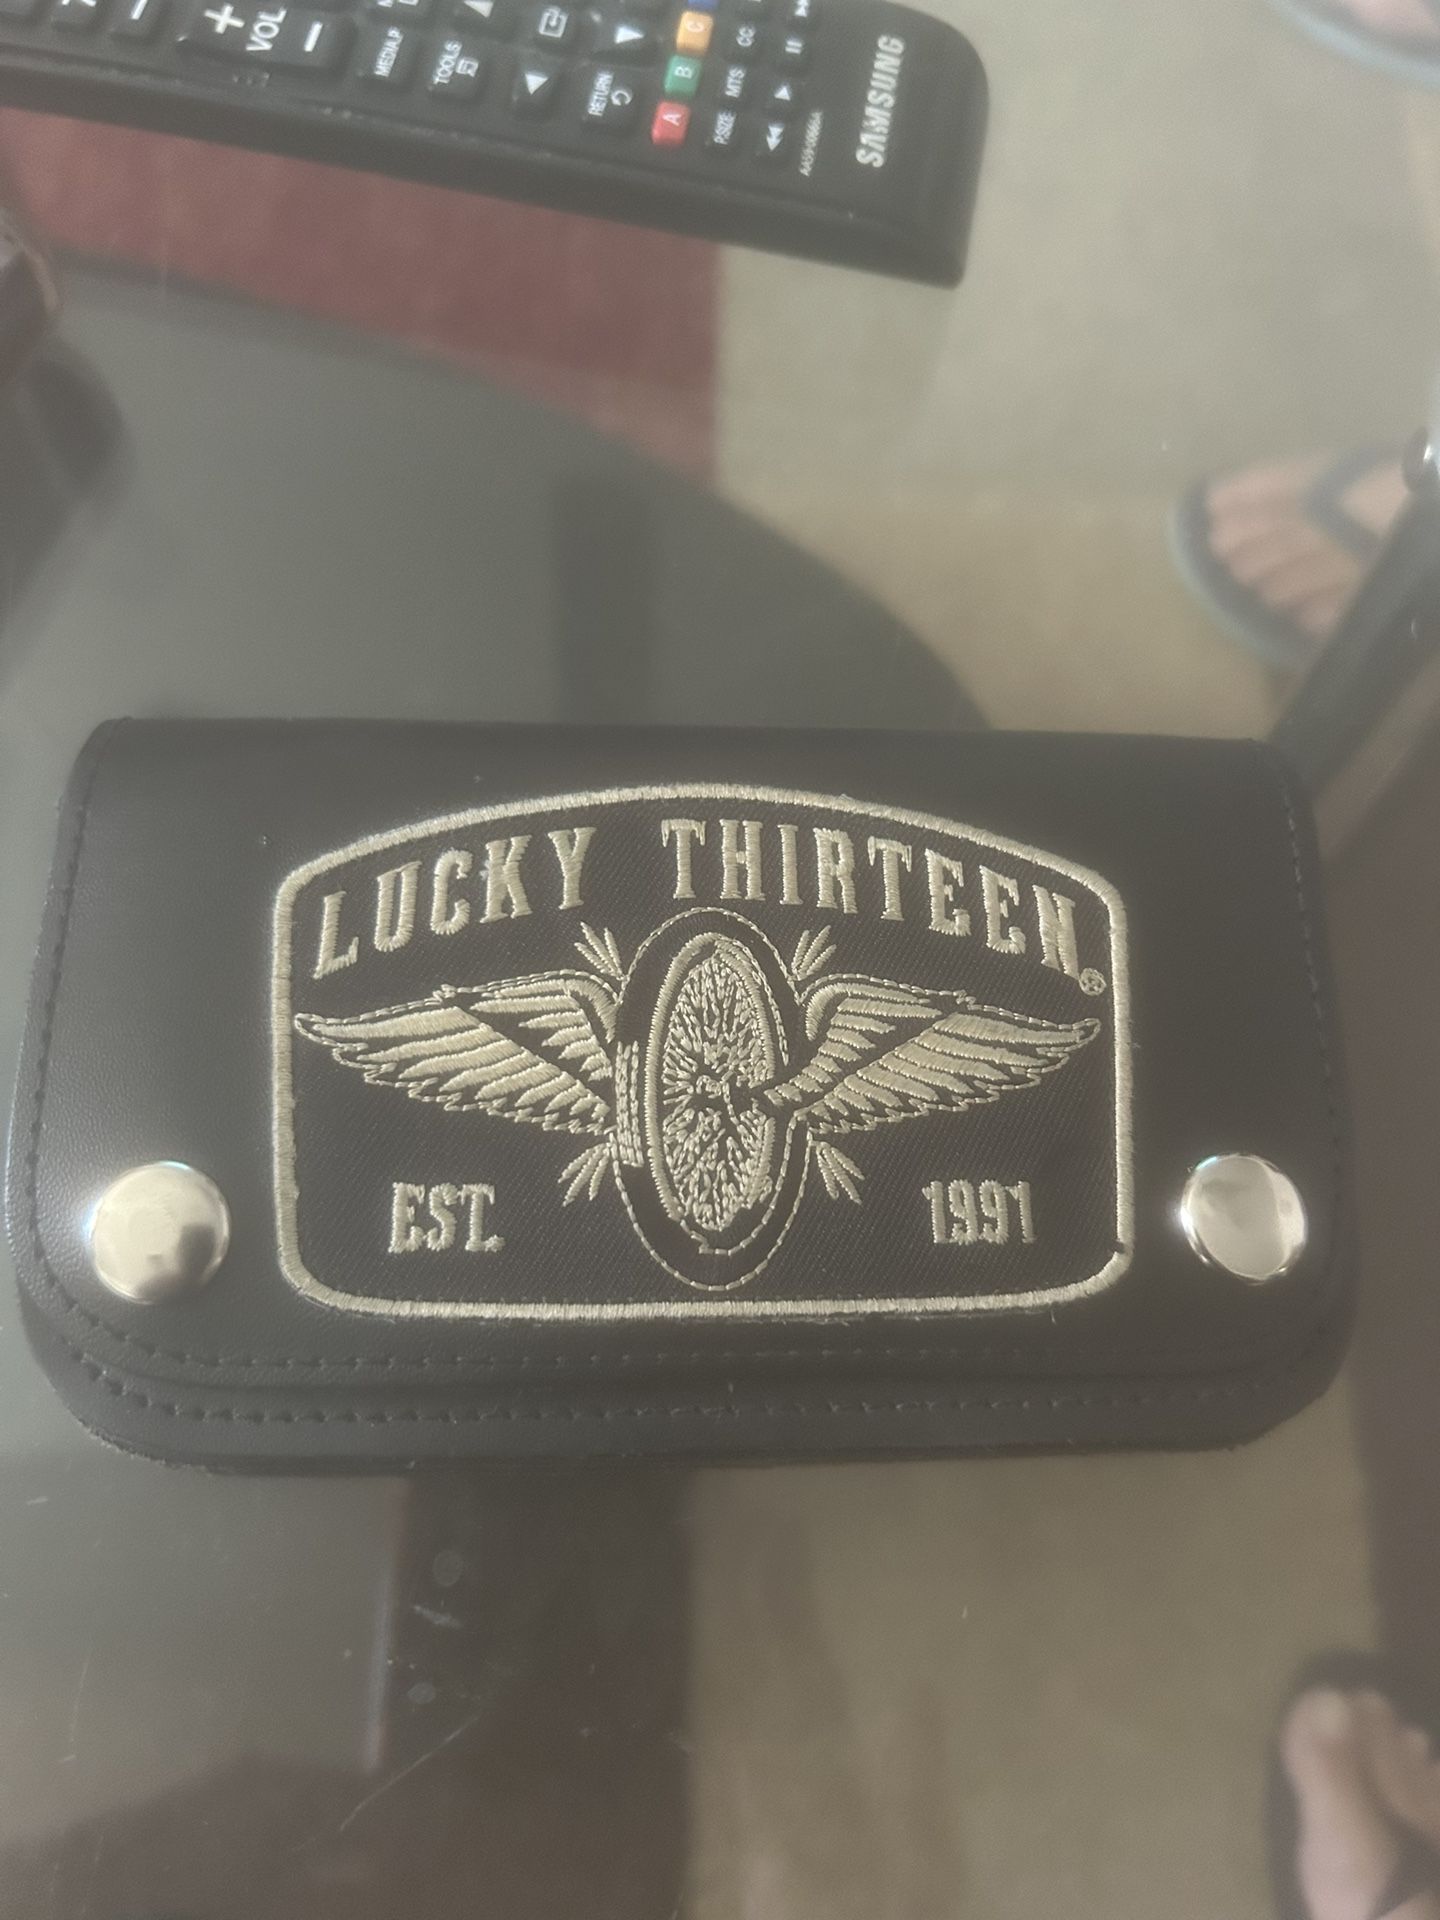 +
VOL
−
MEDIA.P
TOOLS
RETURN
A
B
C
CC
MTS
P.SIZE
SAMSUNG
LUCKY THIRTEEN®
EST. 1991